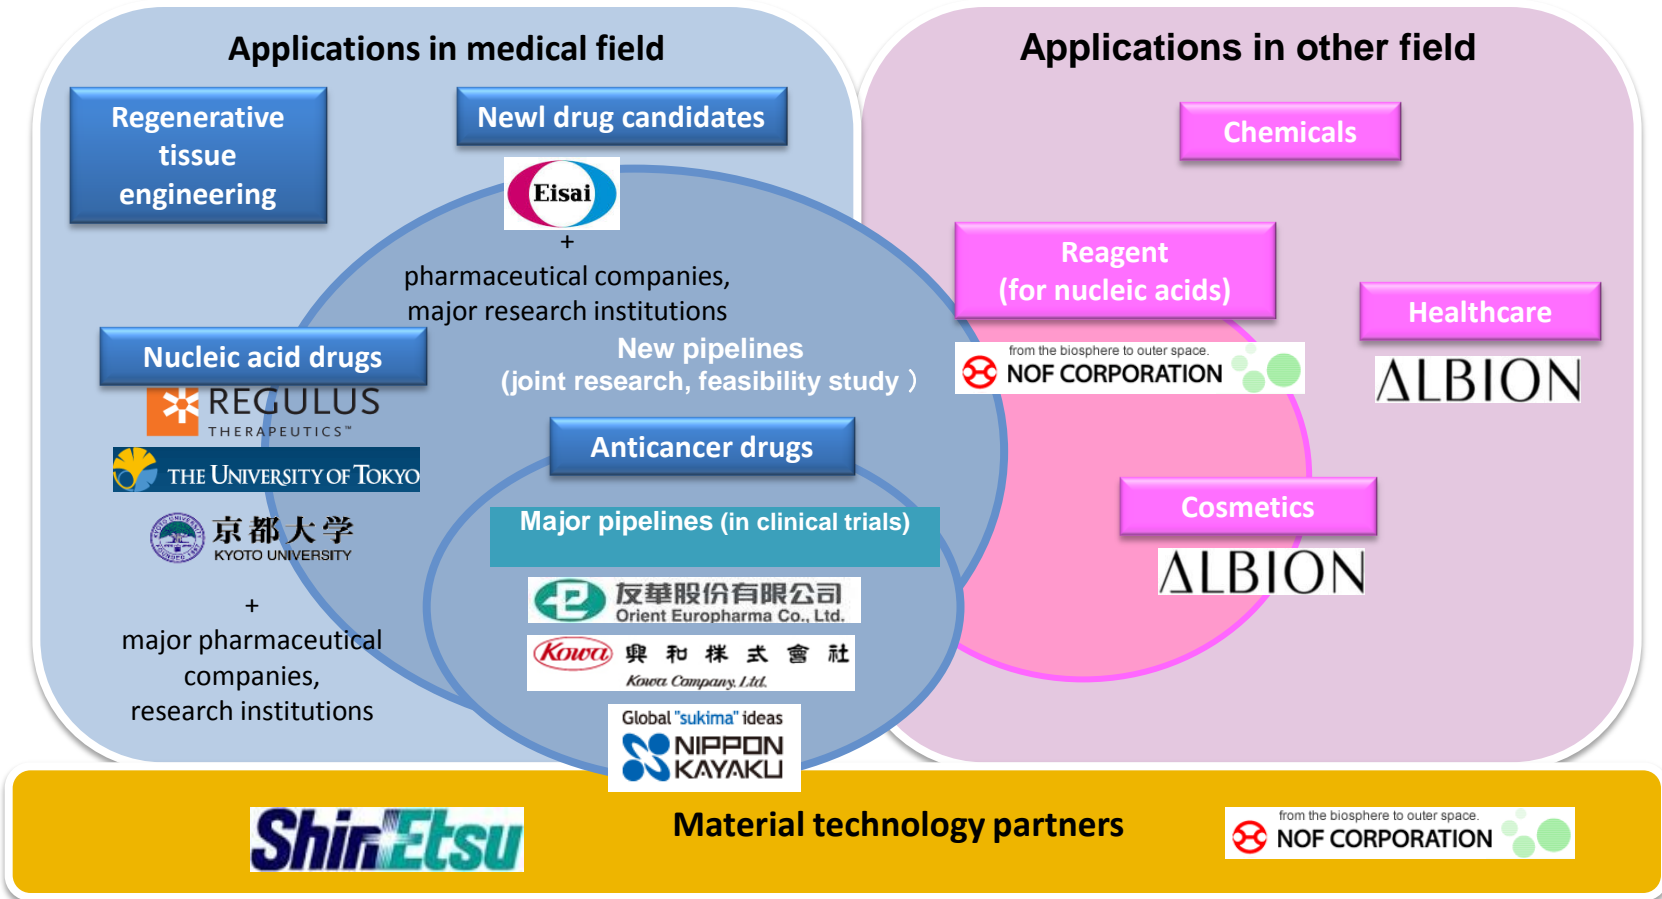 Applications in medical field
Applications in other field
Regenerative
tissue
engineering
Newl drug candidates
Eisai
+
pharmaceutical companies,
major research institutions
New pipelines
(joint research, feasibility study )
Nucleic acid drugs
REGULUS
THERAPEUTICS™
THE UNIVERSITY OF TOKYO
京都大学
KYOTO UNIVERSITY
+
major pharmaceutical
companies,
research institutions
Anticancer drugs
Major pipelines (in clinical trials)
友華股份有限公司
Orient Europharma Co., Ltd.
Kowa 興和株式會社
Kowa Company, Ltd.
Global "sukima" ideas
NIPPON
KAYAKU
Chemicals
Reagent
(for nucleic acids)
from the biosphere to outer space.
NOF CORPORATION
Healthcare
ALBION
Cosmetics
ALBION
ShinEtsu
Material technology partners
from the biosphere to outer space.
NOF CORPORATION